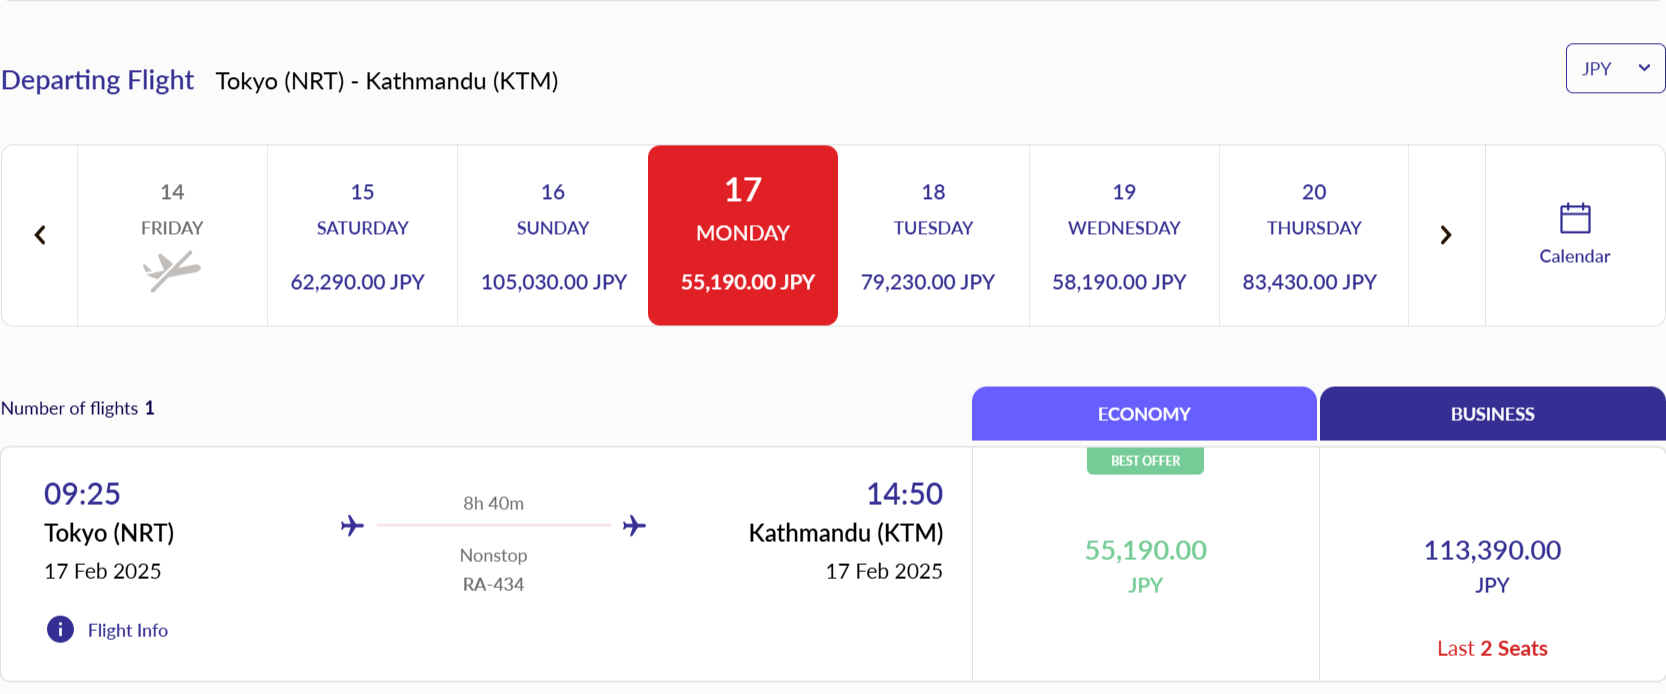 Departing Flight Tokyo (NRT) - Kathmandu (KTM)
JPY
14
FRIDAY
15
SATURDAY
62,290.00 JPY
16
SUNDAY
105,030.00 JPY
17
MONDAY
55,190.00 JPY
18
TUESDAY
79,230.00 JPY
19
WEDNESDAY
58,190.00 JPY
20
THURSDAY
83,430.00 JPY
Calendar
Number of flights 1
ECONOMY
BUSINESS
09:25
Tokyo (NRT)
17 Feb 2025
8h 40m
Nonstop
RA-434
14:50
Kathmandu (KTM)
17 Feb 2025
Flight Info
BEST OFFER
55,190.00
JPY
113,390.00
JPY
Last 2 Seats